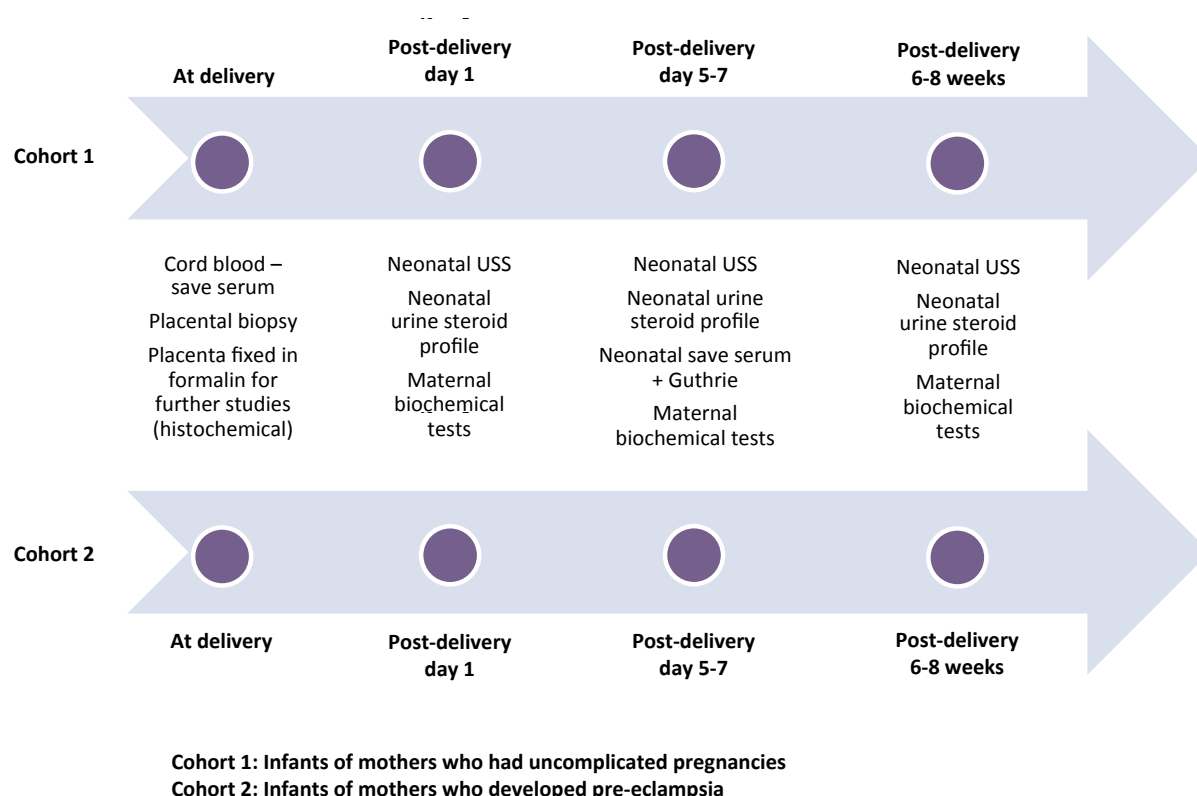 At delivery
Post-delivery
day 1
Post-delivery
day 5-7
Post-delivery
6-8 weeks
Cohort 1
Cord blood –
save serum
Placental biopsy
Placenta fixed in
formalin for
further studies
(histochemical)
Neonatal USS
Neonatal
urine steroid
profile
Maternal
biochemical
tests
Neonatal USS
Neonatal urine
steroid profile
Neonatal save serum
+ Guthrie
Maternal
biochemical tests
Neonatal USS
Neonatal
urine steroid
profile
Maternal
biochemical
tests
Cohort 2
At delivery
Post-delivery
day 1
Post-delivery
day 5-7
Post-delivery
6-8 weeks
Cohort 1: Infants of mothers who had uncomplicated pregnancies
Cohort 2: Infants of mothers who developed pre-eclampsia